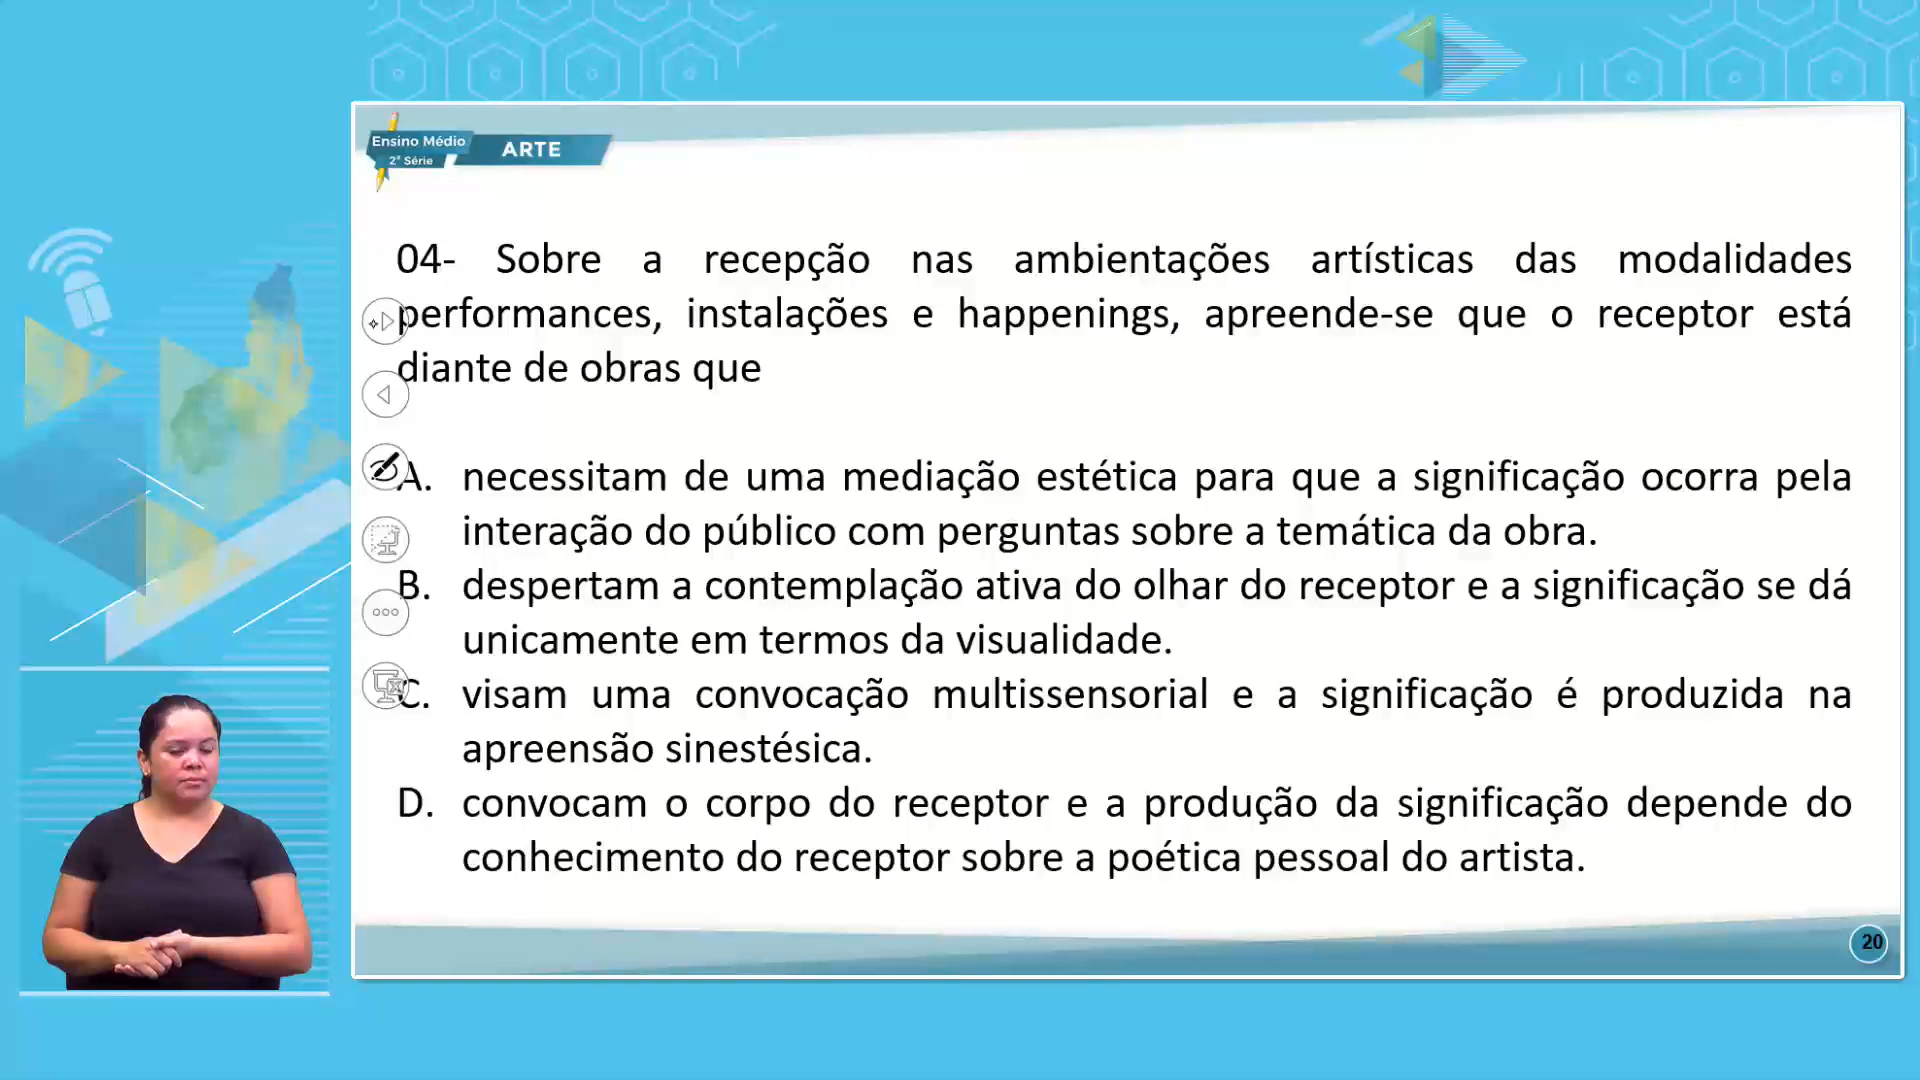 Ensino Médio
2ª Série
ARTE
04- Sobre a recepção nas ambientações artísticas das modalidades
performances, instalações e happenings, apreende-se que o receptor está
diante de obras que
A. necessitam de uma mediação estética para que a significação ocorra pela
interação do público com perguntas sobre a temática da obra.
B. despertam a contemplação ativa do olhar do receptor e a significação se dá
unicamente em termos da visualidade.
C. visam uma convocação multissensorial e a significação é produzida na
apreensão sinestésica.
D. convocam o corpo do receptor e a produção da significação depende do
conhecimento do receptor sobre a poética pessoal do artista.
20